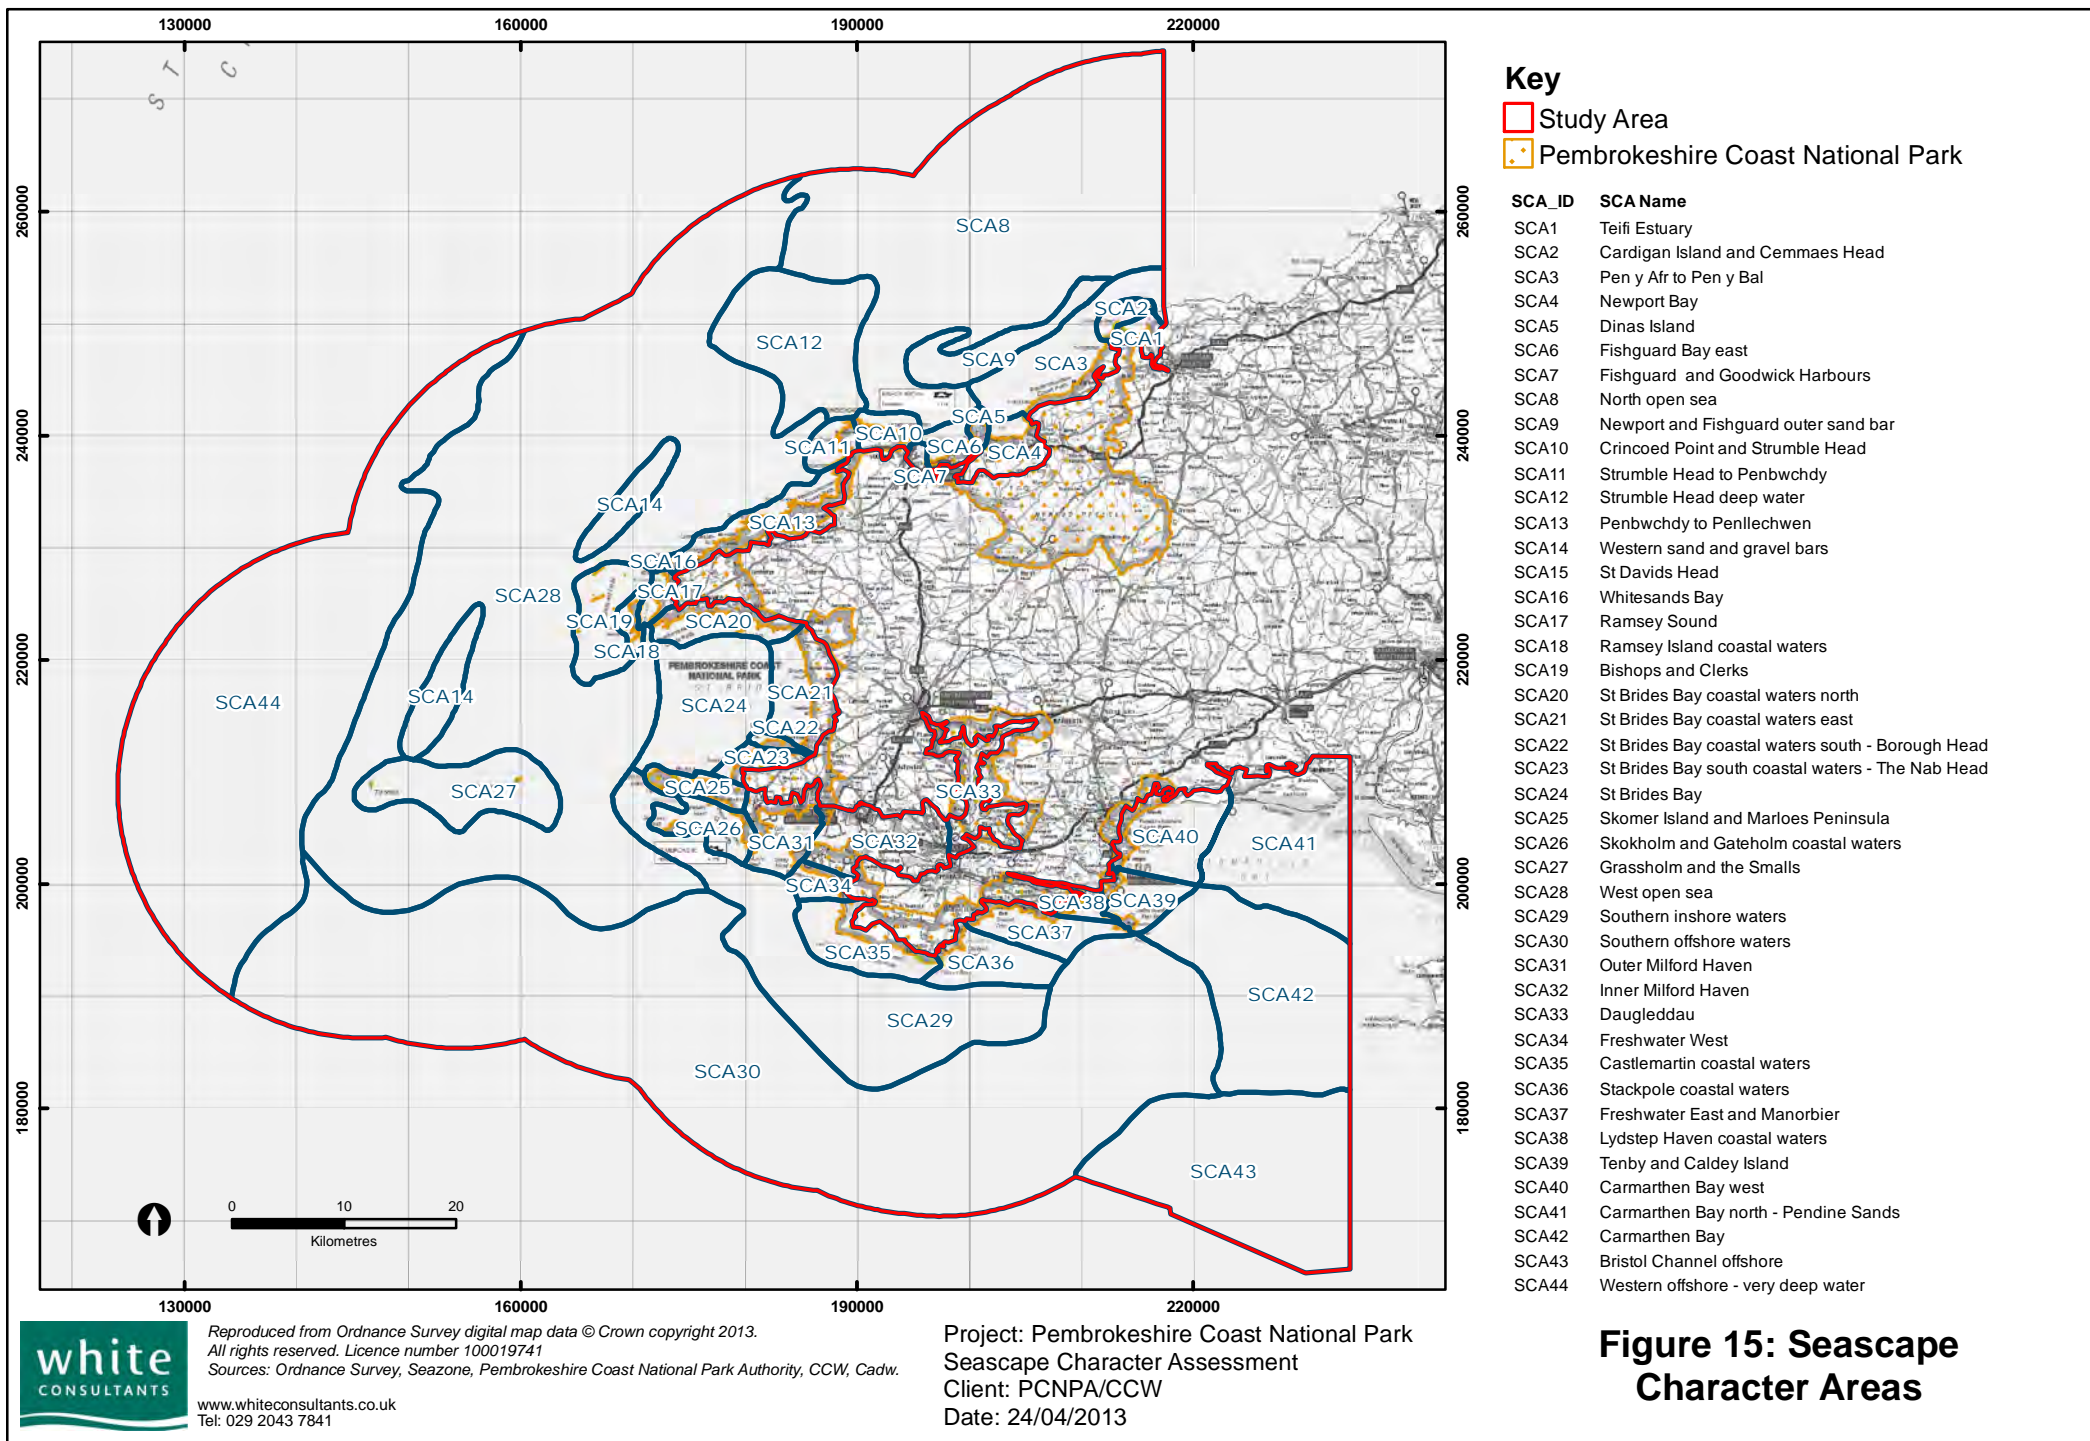 130000 160000 190000 220000
S T
C
260000 260000
240000 240000
220000 220000
200000 200000
180000 180000
SCA8
SCA2
SCA1
SCA12
SCA9
SCA3
SCA5
SCA10
SCA11
SCA6
SCA4
SCA7
SCA14
SCA13
SCA16
SCA28
SCA17
SCA19
SCA20
SCA18
PEMBROKESHIRE COAST
NATIONAL PARK
SCA44
SCA14
SCA21
SCA24
SCA22
SCA23
SCA27
SCA25
SCA33
SCA26
SCA31
SCA32
SCA40
SCA41
SCA34
SCA38
SCA39
SCA37
SCA35
SCA36
SCA42
SCA29
SCA30
SCA43
0 10 20
Kilometres
130000 160000 190000 220000
Key
Study Area
Pembrokeshire Coast National Park
SCA_ID SCA Name
SCA1 Teifi Estuary
SCA2 Cardigan Island and Cemmaes Head
SCA3 Pen y Afr to Pen y Bal
SCA4 Newport Bay
SCA5 Dinas Island
SCA6 Fishguard Bay east
SCA7 Fishguard and Goodwick Harbours
SCA8 North open sea
SCA9 Newport and Fishguard outer sand bar
SCA10 Crincoed Point and Strumble Head
SCA11 Strumble Head to Penbwchdy
SCA12 Strumble Head deep water
SCA13 Penbwchdy to Penllechwen
SCA14 Western sand and gravel bars
SCA15 St Davids Head
SCA16 Whitesands Bay
SCA17 Ramsey Sound
SCA18 Ramsey Island coastal waters
SCA19 Bishops and Clerks
SCA20 St Brides Bay coastal waters north
SCA21 St Brides Bay coastal waters east
SCA22 St Brides Bay coastal waters south - Borough Head
SCA23 St Brides Bay south coastal waters - The Nab Head
SCA24 St Brides Bay
SCA25 Skomer Island and Marloes Peninsula
SCA26 Skokholm and Gateholm coastal waters
SCA27 Grassholm and the Smalls
SCA28 West open sea
SCA29 Southern inshore waters
SCA30 Southern offshore waters
SCA31 Outer Milford Haven
SCA32 Inner Milford Haven
SCA33 Daugleddau
SCA34 Freshwater West
SCA35 Castlemartin coastal waters
SCA36 Stackpole coastal waters
SCA37 Freshwater East and Manorbier
SCA38 Lydstep Haven coastal waters
SCA39 Tenby and Caldey Island
SCA40 Carmarthen Bay west
SCA41 Carmarthen Bay north - Pendine Sands
SCA42 Carmarthen Bay
SCA43 Bristol Channel offshore
SCA44 Western offshore - very deep water
white
CONSULTANTS
Reproduced from Ordnance Survey digital map data © Crown copyright 2013.
All rights reserved. Licence number 100019741
Sources: Ordnance Survey, Seazone, Pembrokeshire Coast National Park Authority, CCW, Cadw.
www.whiteconsultants.co.uk
Tel: 029 2043 7841
Project: Pembrokeshire Coast National Park
Seascape Character Assessment
Client: PCNPA/CCW
Date: 24/04/2013
Figure 15: Seascape
Character Areas